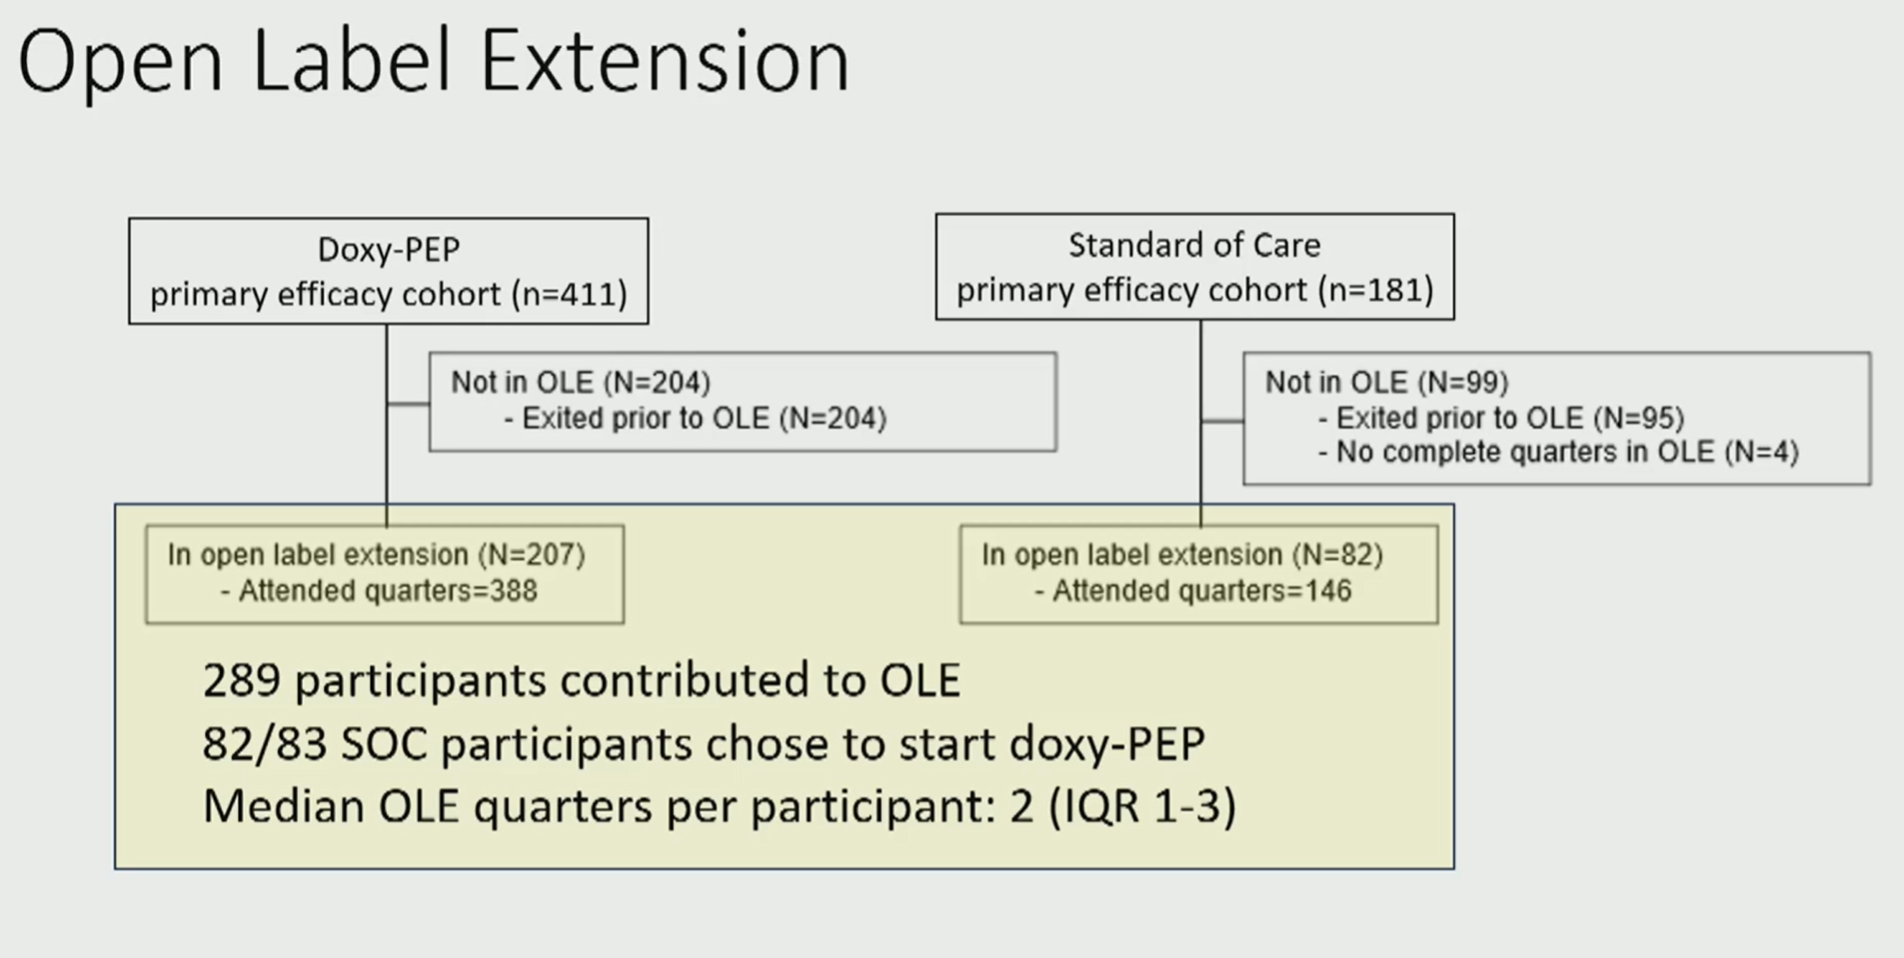 Open Label Extension
Doxy-PEP
primary efficacy cohort (n=411)
Standard of Care
primary efficacy cohort (n=181)
Not in OLE (N=204)
- Exited prior to OLE (N=204)
Not in OLE (N=99)
- Exited prior to OLE (N=95)
- No complete quarters in OLE (N=4)
In open label extension (N=207)
- Attended quarters=388
In open label extension (N=82)
- Attended quarters=146
289 participants contributed to OLE
82/83 SOC participants chose to start doxy-PEP
Median OLE quarters per participant: 2 (IQR 1-3)